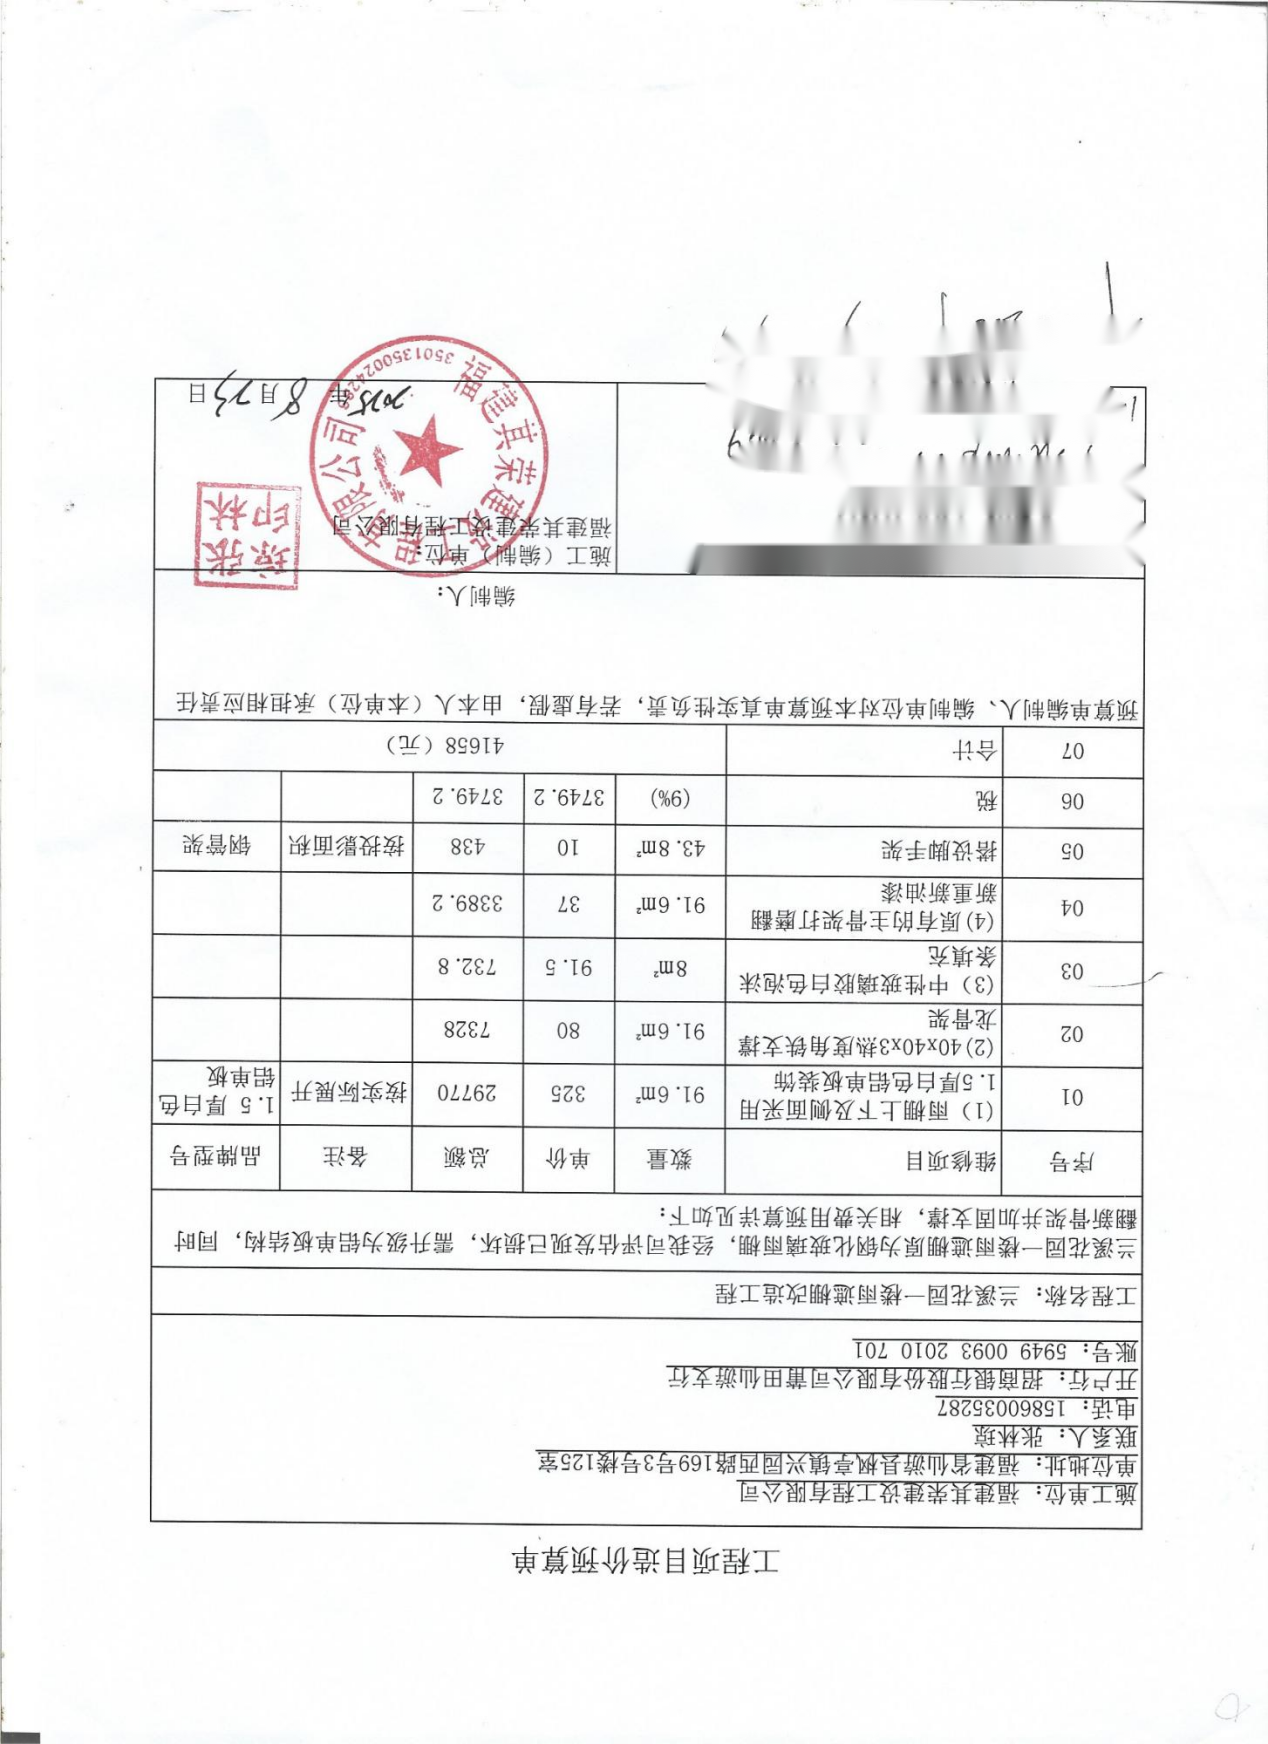 工程项目造价预算单
施工单位：福建其荣建设工程有限公司
单位地址：福建省仙游县枫亭镇兴园西路169号3号楼125室
联系人：张林琼
电话：15860035287
开户行：招商银行股份有限公司莆田仙游支行
账号：5949 0093 2010 701
工程名称：兰溪花园一楼雨遮棚改造工程
兰溪花园一楼雨遮棚原为钢化玻璃雨棚，经我司评估发现已损坏，需升级为铝单板结构，同时
翻新骨架并加固支撑，相关费用预算详见如下：
序号 维修项目 数量 单价 总额 备注 品牌型号
01 （1）雨棚上下及侧面采用 91.6㎡ 325 29770 按实际展开 1.5 厚白色
1.5厚白色铝单板装饰 铝单板
02 (2)40x40x3热度角铁支撑 91.6㎡ 80 7328
龙骨架
03 （3）中性玻璃胶白色泡沫 8㎡ 91.5 732.8
条填充
04 (4)原有的主骨架打磨翻 91.6㎡ 37 3389.2
新重新油漆
05 搭设脚手架 43.8㎡ 10 438 按投影面积 钢管架
06 税 (9%) 3749.2 3749.2
07 合计 41658（元）
预算单编制人、编制单位对本预算单真实性负责，若有虚假，由本人（本单位）承担相应责任
编制人：
施工（编制）单位：
福建其荣建设工程有限公司
福建其荣建设工程有限公司
张林
琼印
2025年8月23日